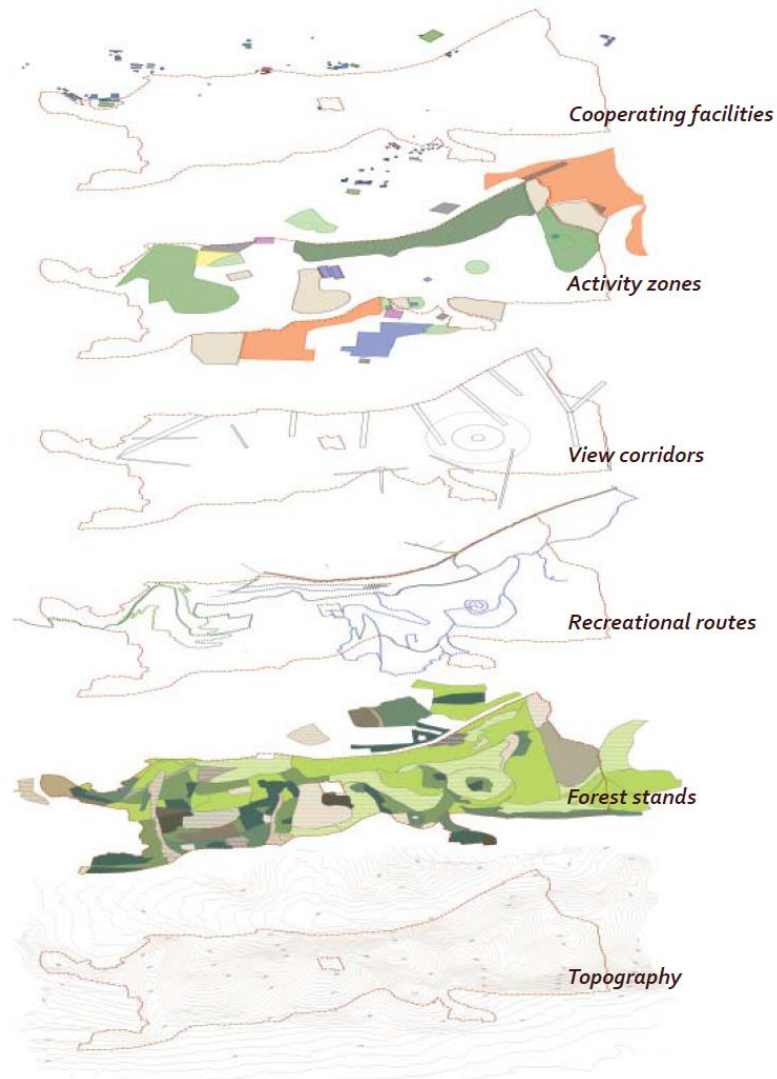 Cooperating facilities
Activity zones
View corridors
Recreational routes
Forest stands
Topography